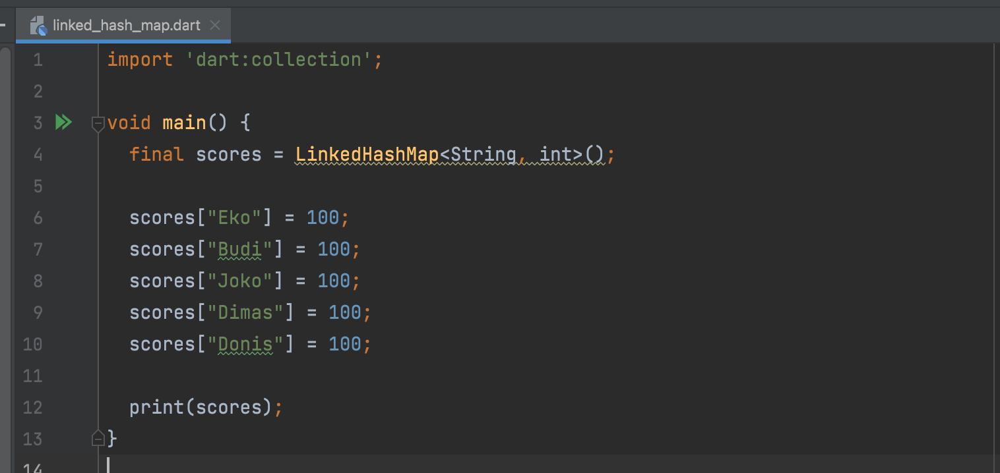 linked_hash_map.dart
1 import 'dart:collection';
2
3 void main() {
4 final scores = LinkedHashMap<String, int>();
5
6 scores["Eko"] = 100;
7 scores["Budi"] = 100;
8 scores["Joko"] = 100;
9 scores["Dimas"] = 100;
10 scores["Donis"] = 100;
11
12 print(scores);
13 }
14